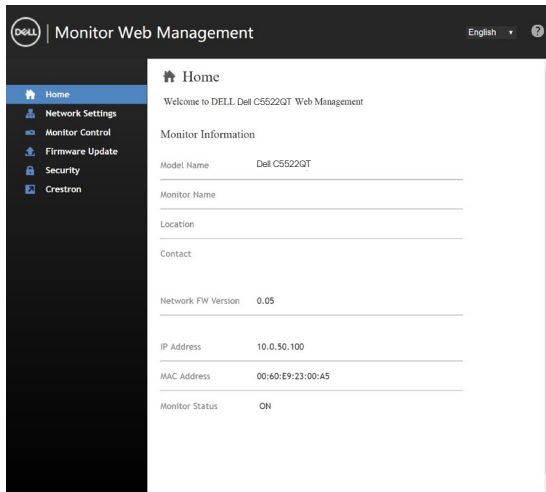 DELL | Monitor Web Management
English ?
Home
Network Settings
Monitor Control
Firmware Update
Security
Crestron
Home
Welcome to DELL Dell C5522QT Web Management
Monitor Information
Model Name Dell C5522QT
Monitor Name
Location
Contact
Network FW Version 0.05
IP Address 10.0.50.100
MAC Address 00:60:E9:23:00:A5
Monitor Status ON